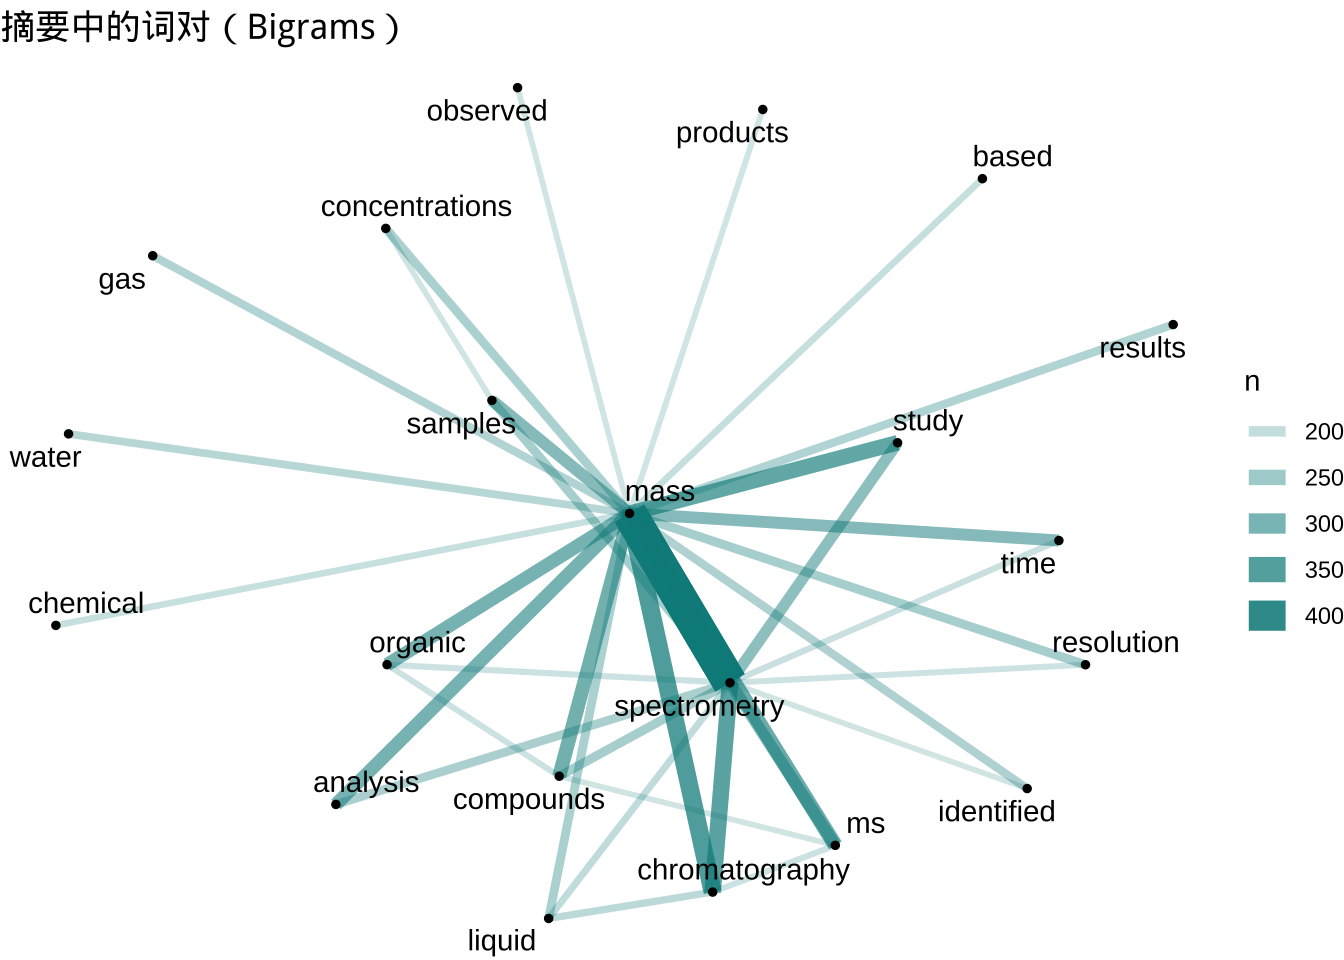 摘要中的词对（Bigrams）
observed
products
based
concentrations
gas
results
samples
study
water
mass
time
chemical
organic
resolution
spectrometry
analysis
compounds
identified
ms
chromatography
liquid
n
200
250
300
350
400